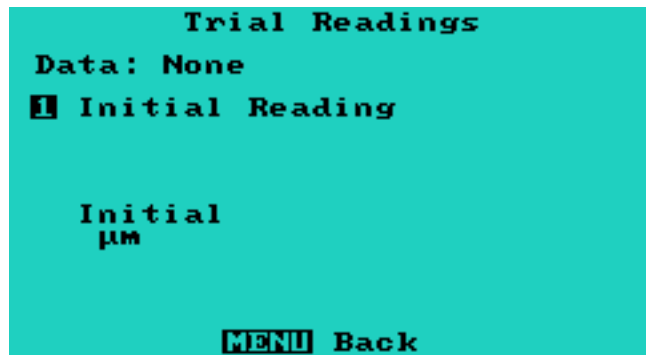 Trial Readings
Data: None
1 Initial Reading
Initial
µm
MENU Back